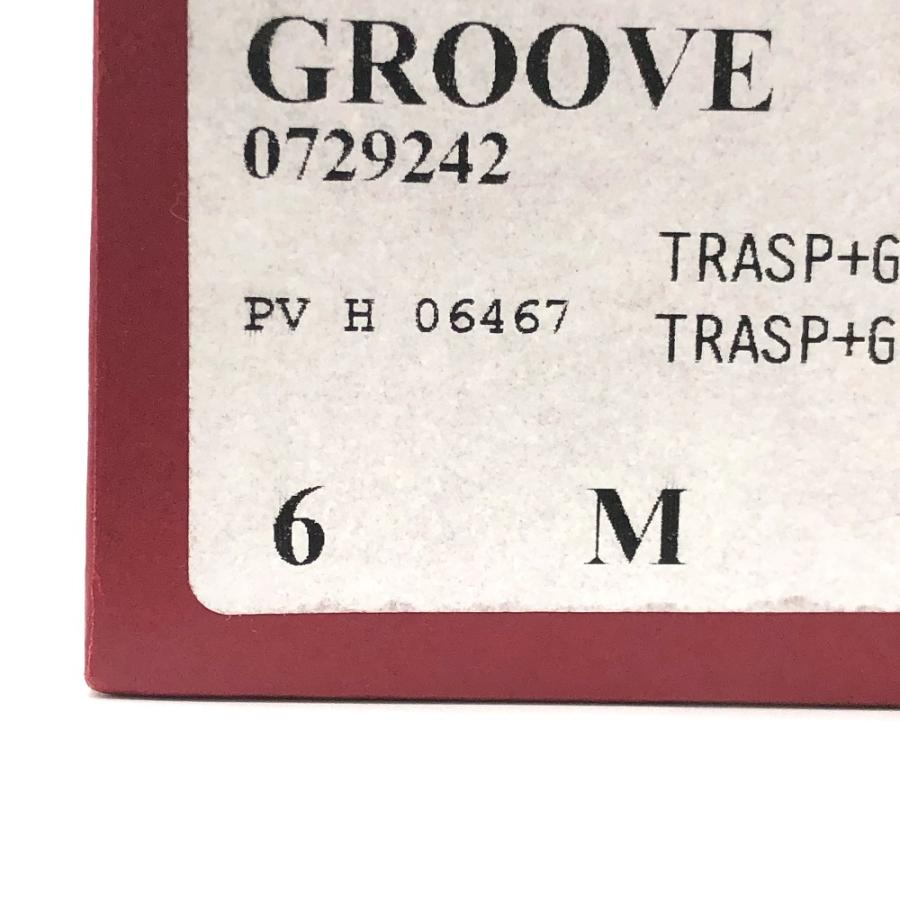 GROOVE
0729242
TRASP+G
PV H 06467
TRASP+G
6 M